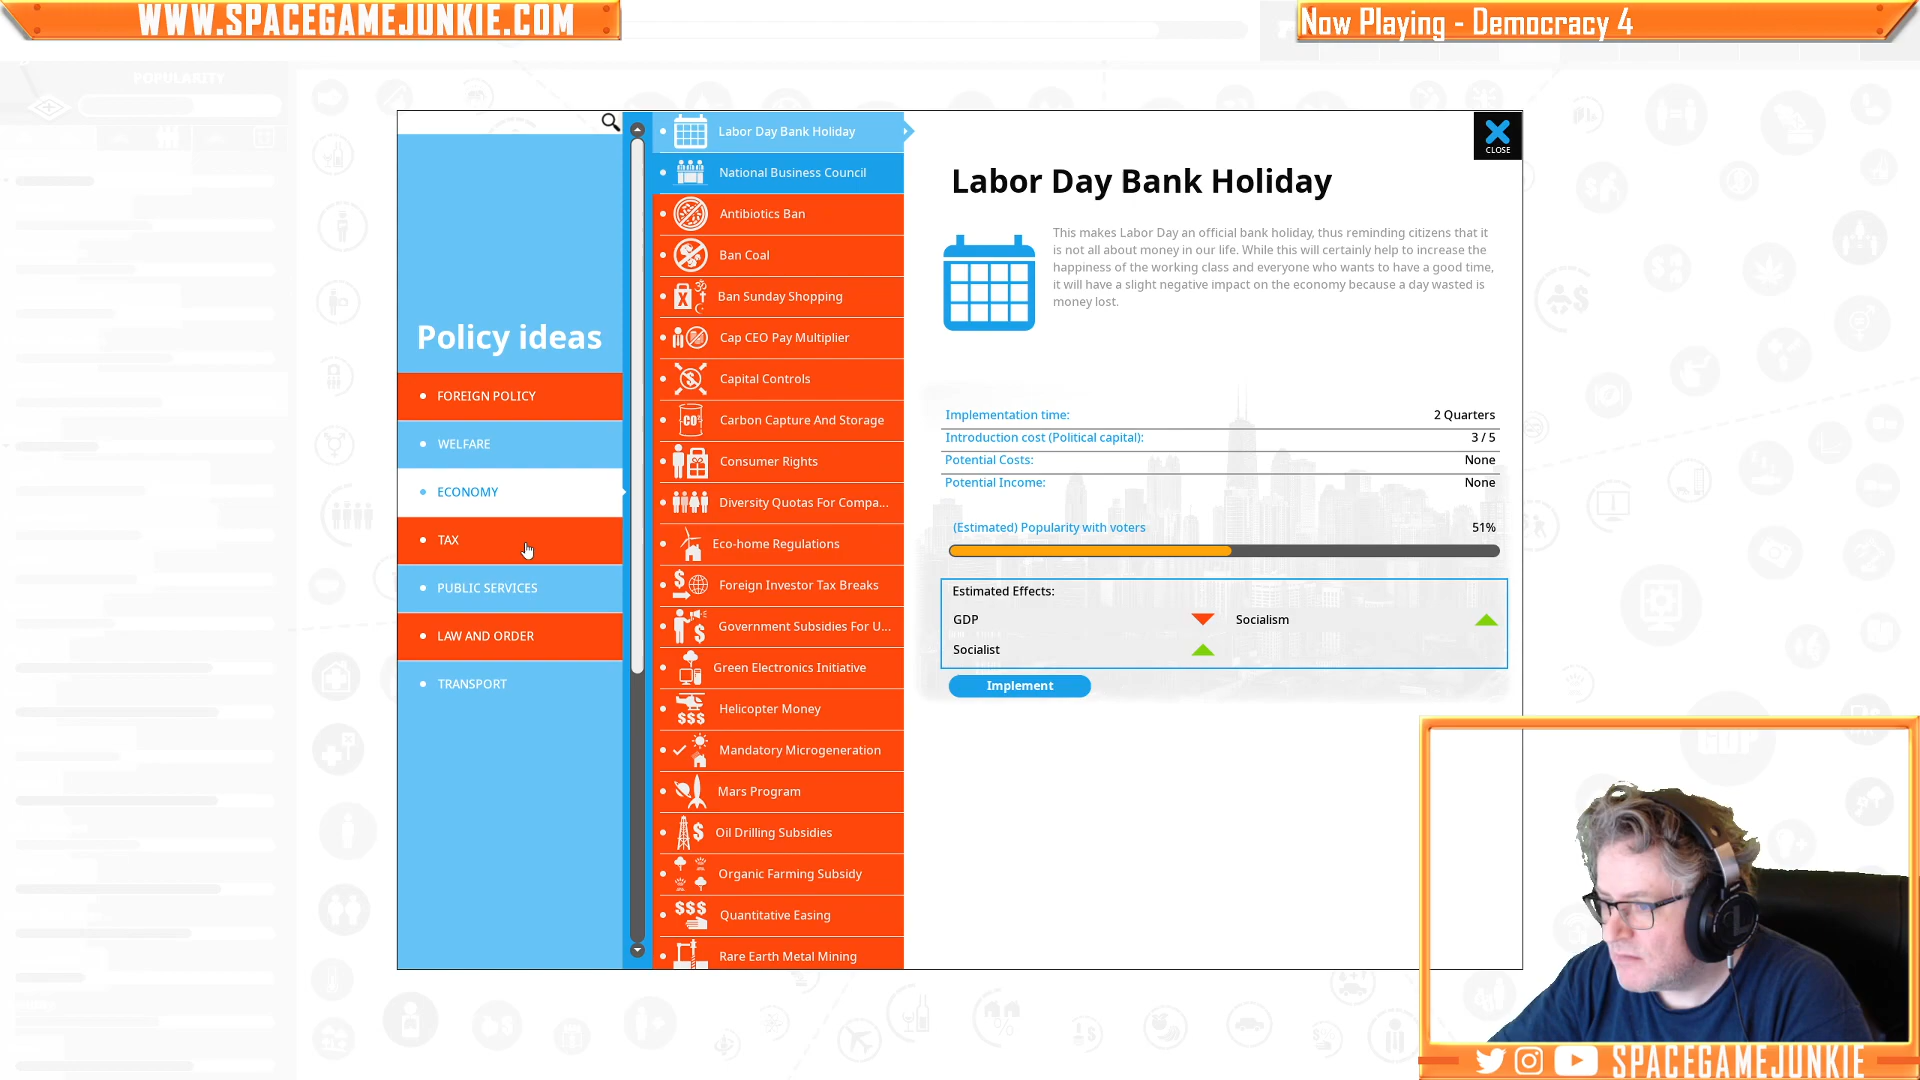 WWW.SPACEGAMEJUNKIE.COM
Now Playing - Democracy 4
POPULARITY
Policy ideas
FOREIGN POLICY
WELFARE
ECONOMY
TAX
PUBLIC SERVICES
LAW AND ORDER
TRANSPORT
Labor Day Bank Holiday
National Business Council
Antibiotics Ban
Ban Coal
Ban Sunday Shopping
Cap CEO Pay Multiplier
Capital Controls
Carbon Capture And Storage
Consumer Rights
Diversity Quotas For Compa...
Eco-home Regulations
Foreign Investor Tax Breaks
Government Subsidies For U...
Green Electronics Initiative
Helicopter Money
Mandatory Microgeneration
Mars Program
Oil Drilling Subsidies
Organic Farming Subsidy
Quantitative Easing
Rare Earth Metal Mining
CLOSE
Labor Day Bank Holiday
This makes Labor Day an official bank holiday, thus reminding citizens that it
is not all about money in our life. While this will certainly help to increase the
happiness of the working class and everyone who wants to have a good time,
it will have a slight negative impact on the economy because a day wasted is
money lost.
Implementation time: 2 Quarters
Introduction cost (Political capital): 3 / 5
Potential Costs: None
Potential Income: None
(Estimated) Popularity with voters 51%
Estimated Effects:
GDP Socialism
Socialist
Implement
GDP
SPACEGAMEJUNKIE